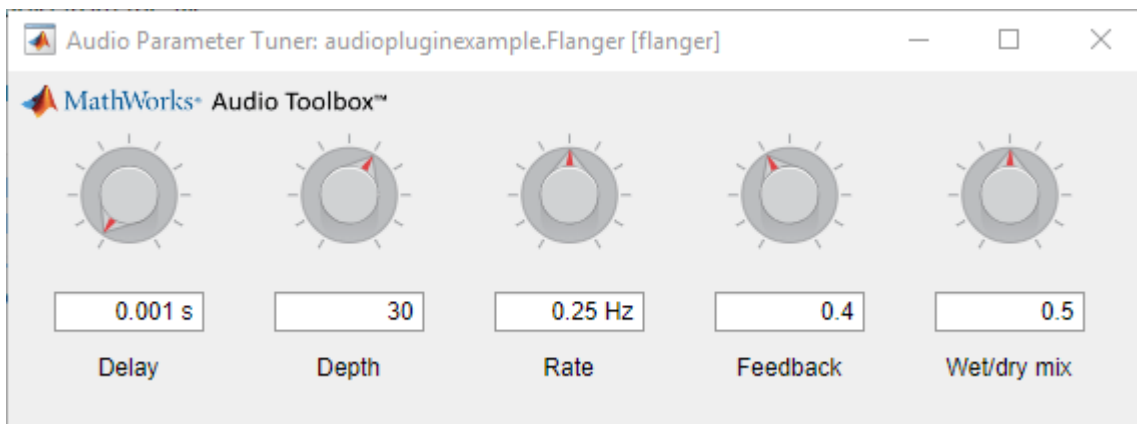 Audio Parameter Tuner: audiopluginexample.Flanger [flanger]
MathWorks® Audio Toolbox™
0.001 s 30 0.25 Hz 0.4 0.5
Delay Depth Rate Feedback Wet/dry mix